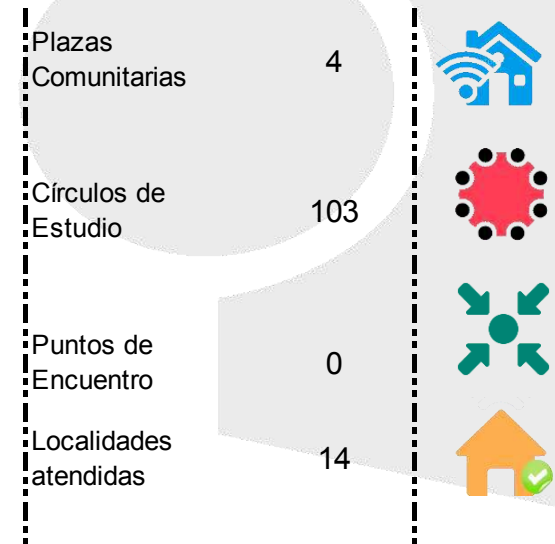 Plazas
Comunitarias
4
Círculos de
Estudio
103
Puntos de
Encuentro
0
Localidades
atendidas
14